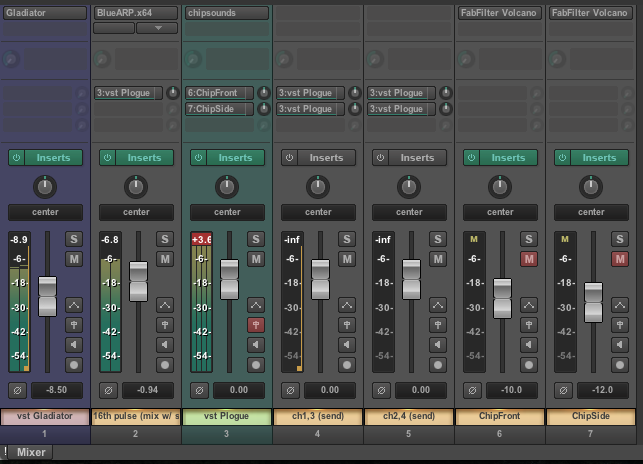 Gladiator BlueARP.x64 chipsounds FabFilter Volcano FabFilter Volcano
3:vst Plogue 6:ChipFront 3:vst Plogue 3:vst Plogue
7:ChipSide 3:vst Plogue 3:vst Plogue
Inserts Inserts Inserts Inserts Inserts Inserts Inserts
center center center center center center center
-8.9 S -6.8 S +3.6 S -inf S -inf S M S M S
-6- M -6- M -6- M -6- M -6- M -6- M -6- M
-18- -18- -18- -18- -18- -18- -18-
-30- -30- -30- -30- -30- -30- -30-
-42- -42- -42- -42- -42- -42- -42-
-54- -54- -54- -54- -54- -54- -54-
-8.50 -0.94 0.00 0.00 0.00 -10.0 -12.0
vst Gladiator 16th pulse (mix w/ s vst Plogue ch1,3 (send) ch2,4 (send) ChipFront ChipSide
1 2 3 4 5 6 7
! Mixer